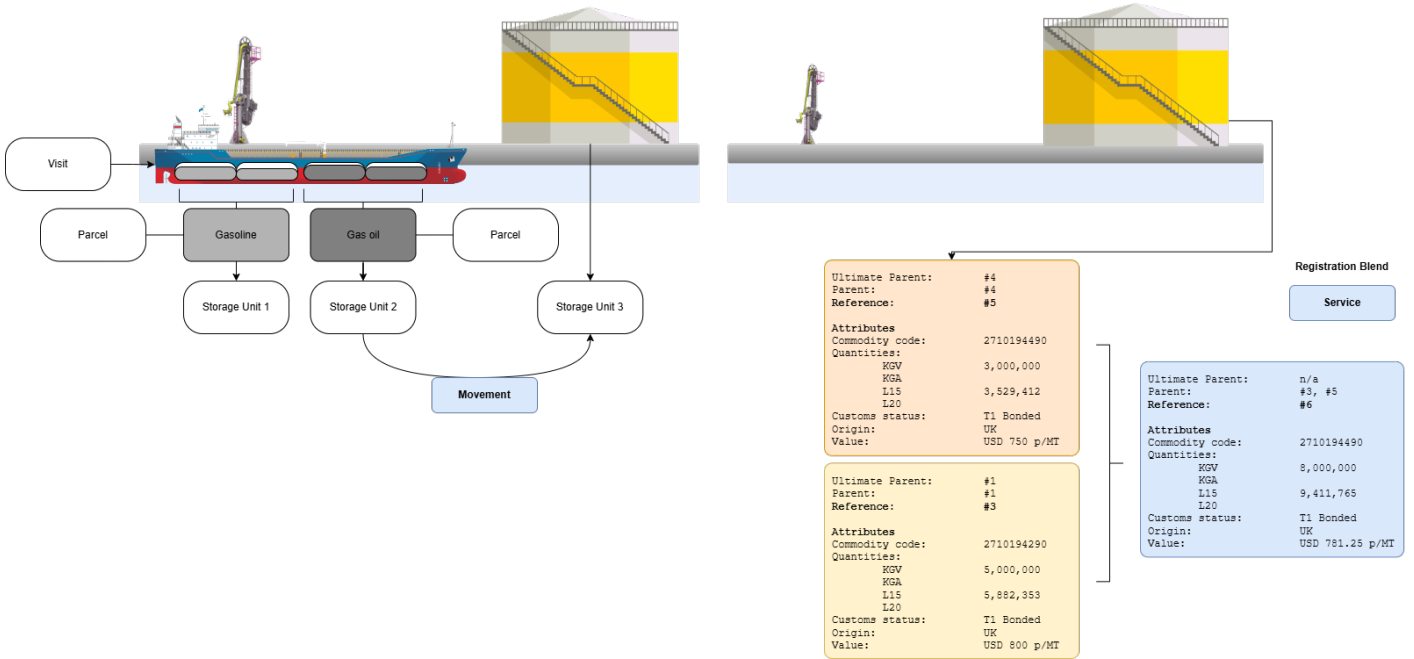 Visit
Parcel
Gasoline
Gas oil
Parcel
Storage Unit 1
Storage Unit 2
Storage Unit 3
Movement
Ultimate Parent: #4
Parent: #4
Reference: #5
Attributes
Commodity code: 2710194490
Quantities:
KGV 3,000,000
KGA
L15 3,529,412
L20
Customs status: T1 Bonded
Origin: UK
Value: USD 750 p/MT
Ultimate Parent: #1
Parent: #1
Reference: #3
Attributes
Commodity code: 2710194290
Quantities:
KGV 5,000,000
KGA
L15 5,882,353
L20
Customs status: T1 Bonded
Origin: UK
Value: USD 800 p/MT
Registration Blend
Service
Ultimate Parent: n/a
Parent: #3, #5
Reference: #6
Attributes
Commodity code: 2710194490
Quantities:
KGV 8,000,000
KGA
L15 9,411,765
L20
Customs status: T1 Bonded
Origin: UK
Value: USD 781.25 p/MT